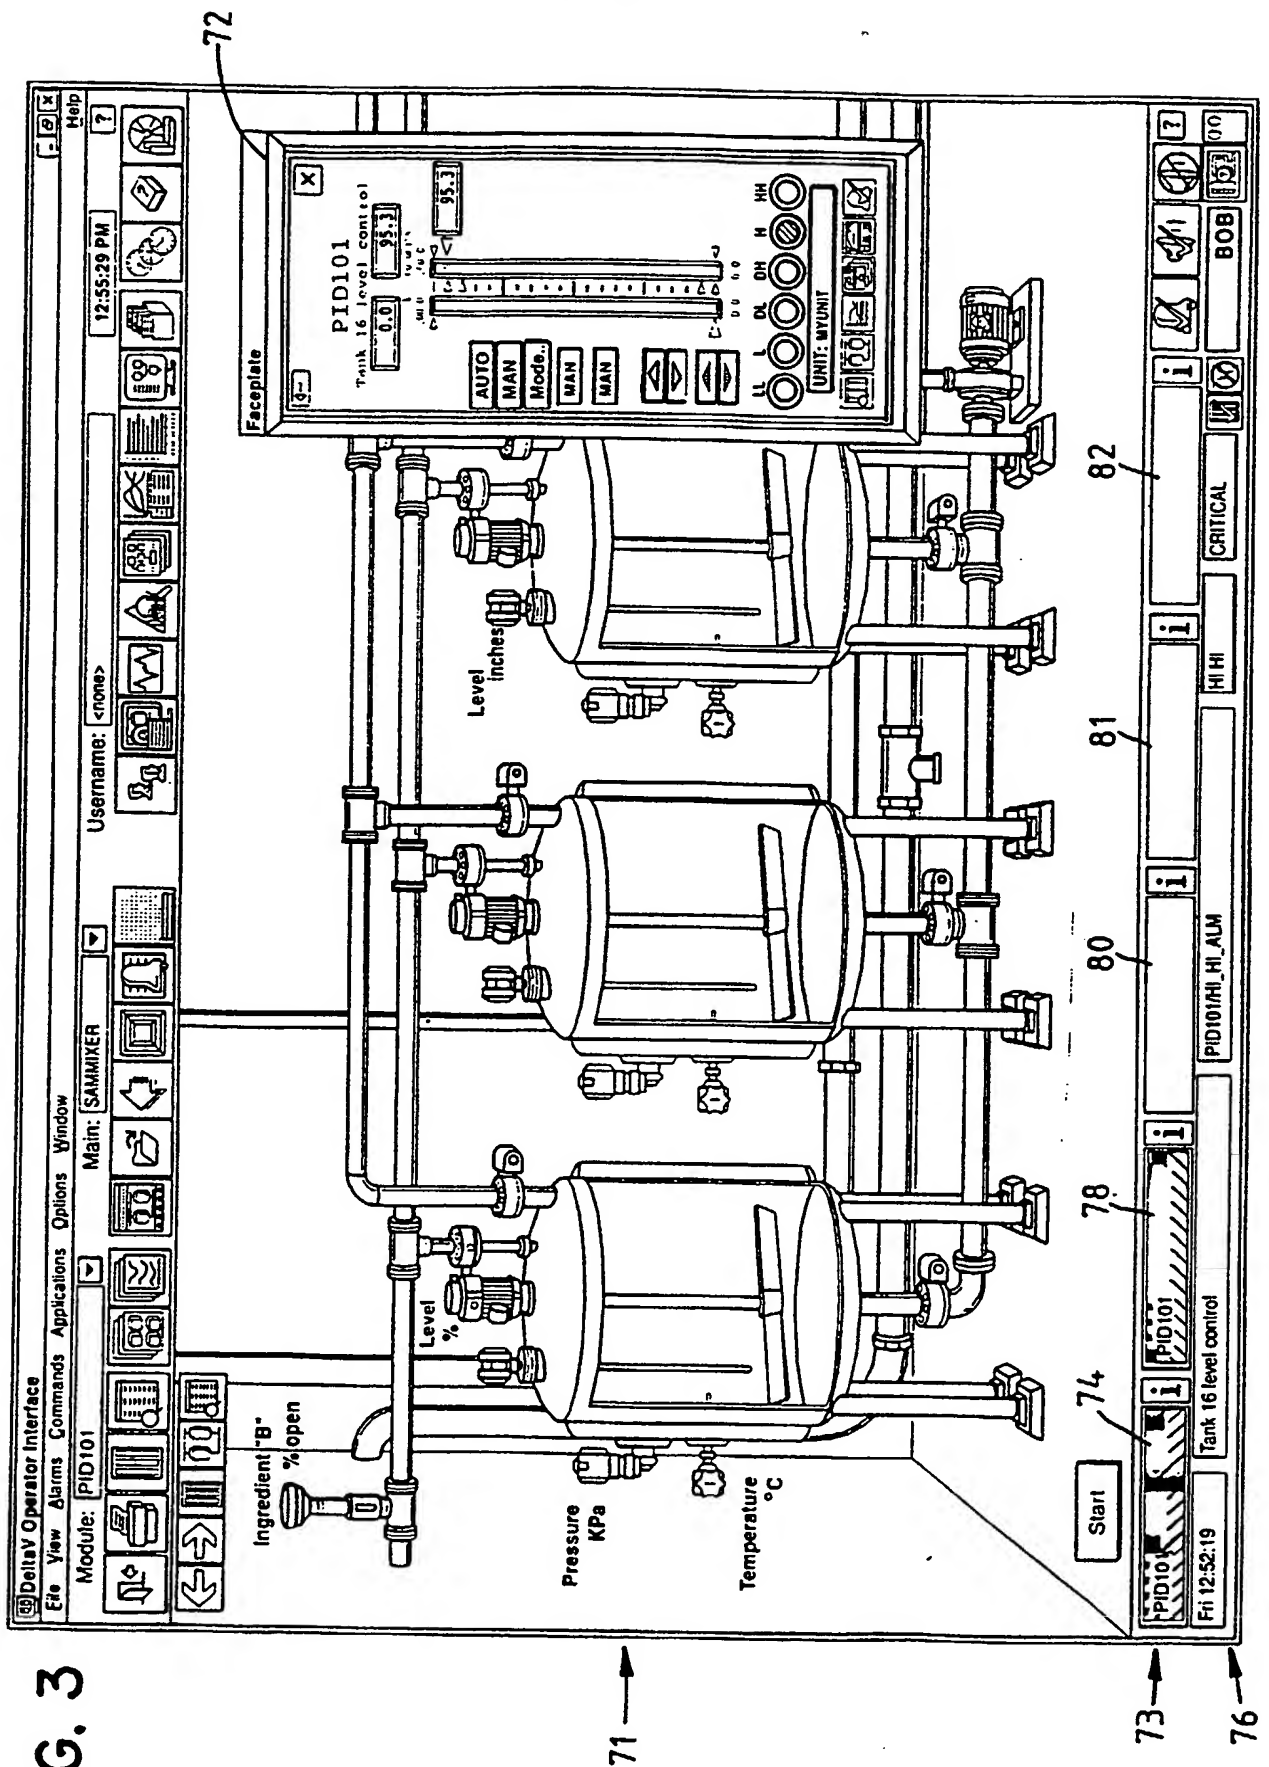 G. 3
DeltaV Operator Interface
File View Alarms Commands Applications Options Window Help
Module: PID101 Main: SAMMIXER Username: <none> 12:55:29 PM ?
72
Ingredient "B"
% open
Level
%
Level
inches
Pressure
KPa
Temperature
°C
Faceplate
PID101
Tank 16 level control
0.0 95.3
95.3
AUTO
MAN
Mode..
MAN
MAN
LL L DL DH H HH
UNIT: MYUNIT
71
Start
74 78 80 81 82
73
PID101 i PID101 i i i i ?
76
Fri 12:52:19 Tank 16 level control PID101/HI_HI_ALM HI HI CRITICAL BOB